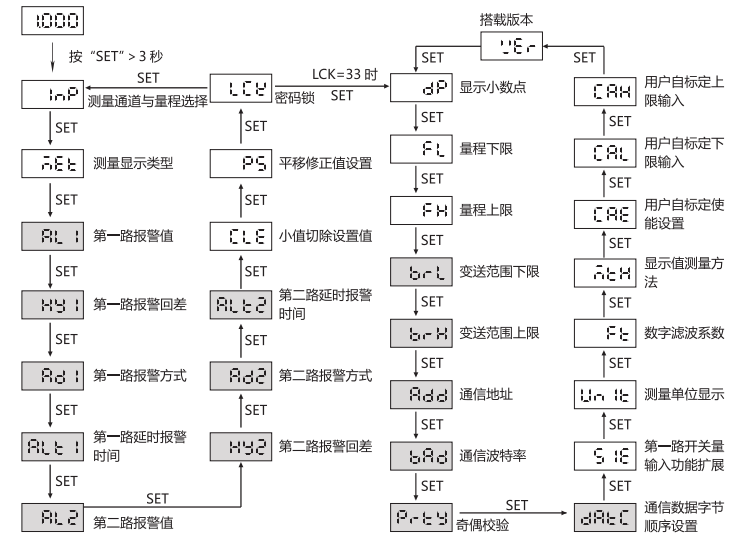 1.000
按“SET”> 3 秒
InP
测量通道与量程选择
SET
MEt
测量显示类型
SET
AL1
第一路报警值
SET
HY1
第一路报警回差
SET
Ad1
第一路报警方式
SET
ALt1
第一路延时报警
时间
SET
AL2
第二路报警值
SET
HY2
第二路报警回差
SET
Ad2
第二路报警方式
SET
ALt2
第二路延时报警
时间
SET
CLE
小值切除设置值
SET
PS
平移修正值设置
SET
LCK
密码锁
SET
LCK=33 时
SET
dP
显示小数点
SET
FL
量程下限
SET
FH
量程上限
SET
brL
变送范围下限
SET
brH
变送范围上限
SET
Add
通信地址
SET
bAd
通信波特率
SET
PrtY
奇偶校验
SET
dAtC
通信数据字节
顺序设置
SET
S1E
第一路开关量
输入功能扩展
SET
UnIt
测量单位显示
SET
Ft
数字滤波系数
SET
MtH
显示值测量方
法
SET
CAE
用户自标定使
能设置
SET
CAL
用户自标定下
限输入
SET
CAH
用户自标定上
限输入
SET
搭载版本
VEr
SET